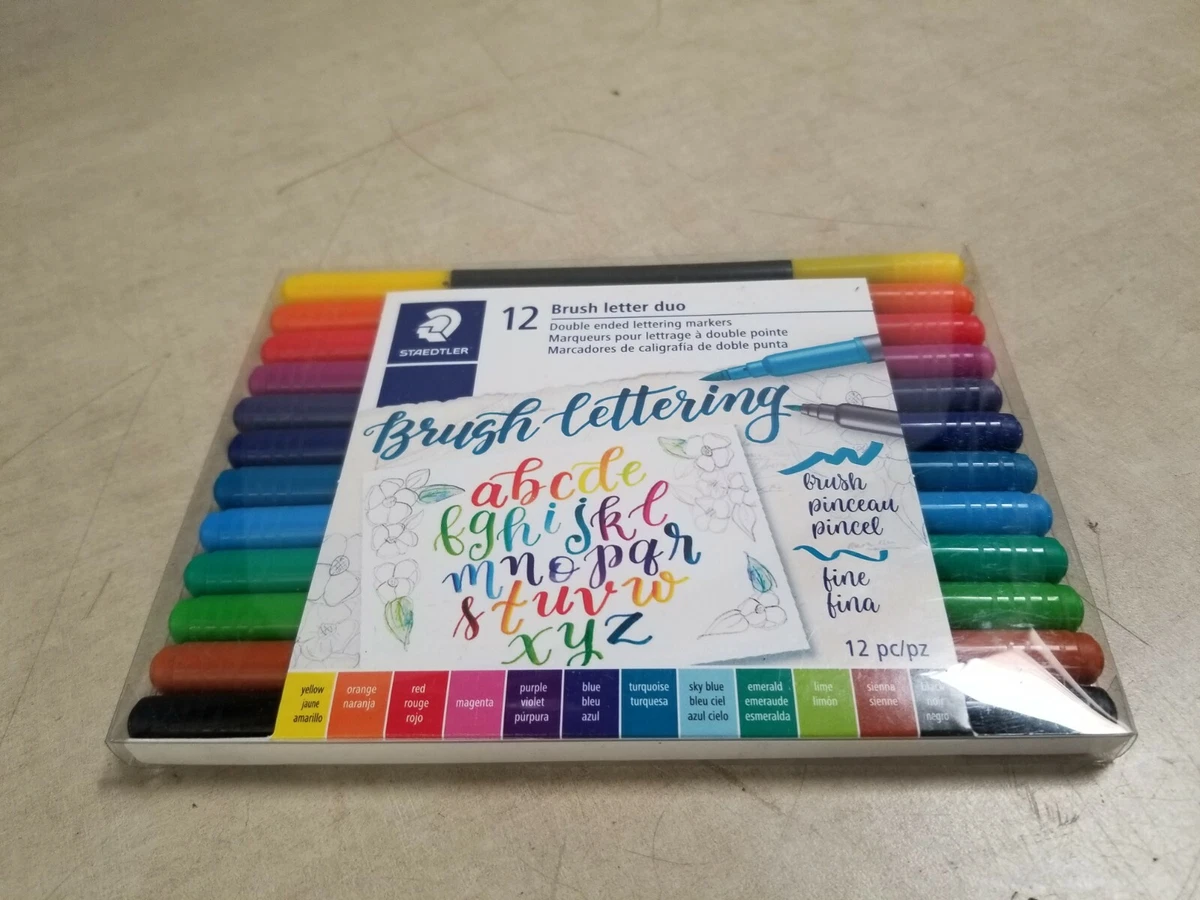 STAEDTLER
12
Brush letter duo
Double ended lettering markers
Marqueurs pour lettrage à double pointe
Marcadores de caligrafía de doble punta
Brush lettering
abcde
fghijkl
mnopqr
stuvw
xyz
brush
pinceau
pincel
fine
fina
12 pc/pz
yellow
jaune
amarillo
orange
naranja
red
rouge
rojo
magenta
purple
violet
púrpura
blue
bleu
azul
turquoise
turquesa
sky blue
bleu ciel
azul cielo
emerald
emeraude
esmeralda
lime
limón
sienna
sienne
black
noir
negro